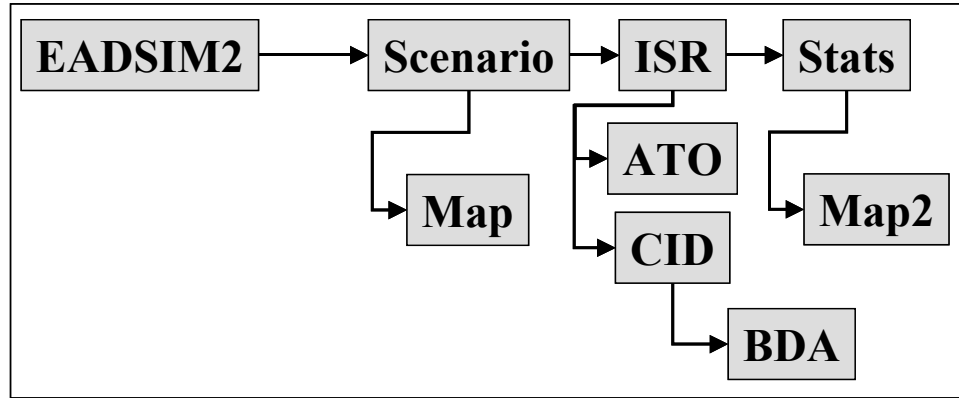 EADSIM2
Scenario
ISR
Stats
ATO
Map
Map2
CID
BDA